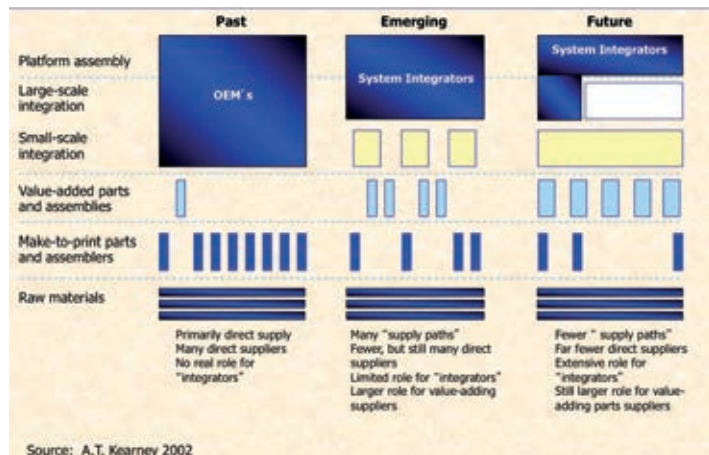 Past
Emerging
Future
Platform assembly
Large-scale
integration
Small-scale
integration
Value-added parts
and assemblies
Make-to-print parts
and assemblers
Raw materials
OEM´s
System Integrators
System Integrators
Primarily direct supply
Many direct suppliers
No real role for
"integrators"
Many "supply paths"
Fewer, but still many direct
suppliers
Limited role for "integrators"
Larger role for value-adding
suppliers
Fewer " supply paths"
Far fewer direct suppliers
Extensive role for
"integrators"
Still larger role for value-
adding parts suppliers
Source: A.T. Kearney 2002